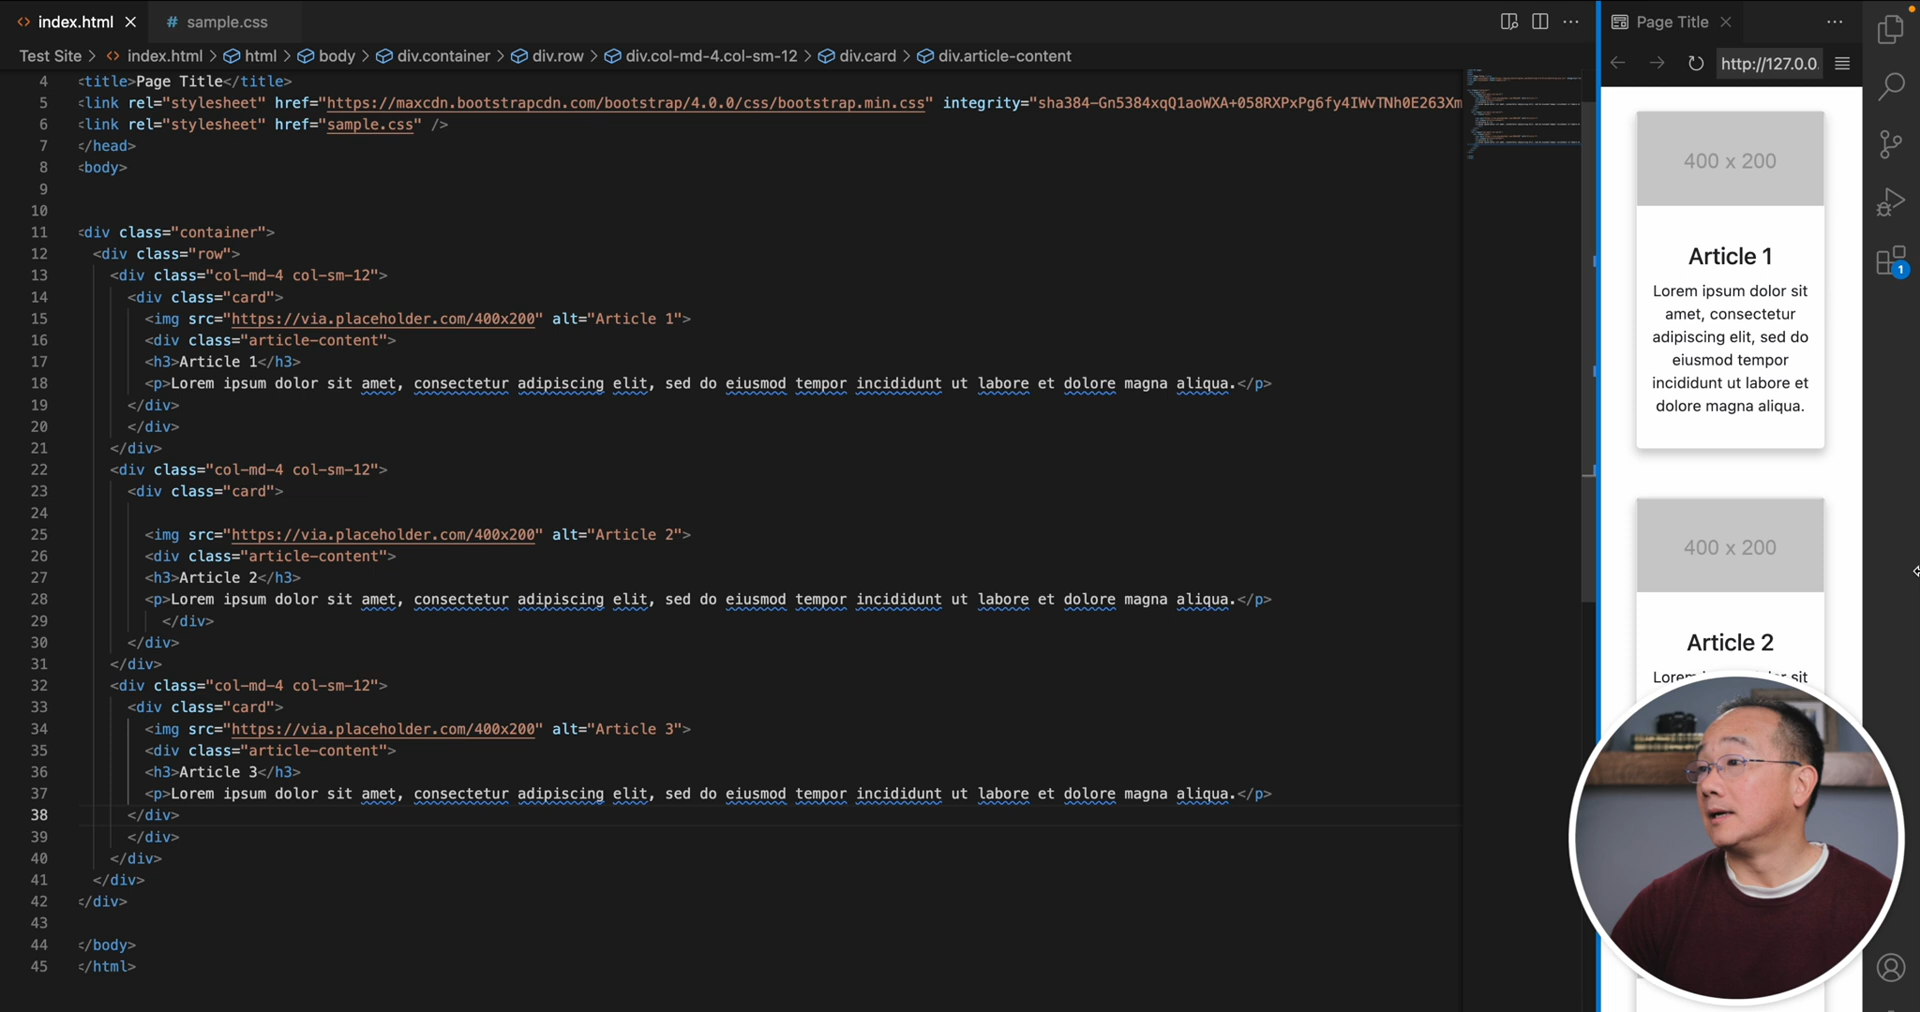 index.html
sample.css
Test Site > index.html > html > body > div.container > div.row > div.col-md-4.col-sm-12 > div.card > div.article-content
4 <title>Page Title</title>
5 <link rel="stylesheet" href="https://maxcdn.bootstrapcdn.com/bootstrap/4.0.0/css/bootstrap.min.css" integrity="sha384-Gn5384xqQ1aoWXA+058RXPxPg6fy4IWvTNh0E263Xm
6 <link rel="stylesheet" href="sample.css" />
7 </head>
8 <body>
9
10
11 <div class="container">
12 <div class="row">
13 <div class="col-md-4 col-sm-12">
14 <div class="card">
15 <img src="https://via.placeholder.com/400x200" alt="Article 1">
16 <div class="article-content">
17 <h3>Article 1</h3>
18 <p>Lorem ipsum dolor sit amet, consectetur adipiscing elit, sed do eiusmod tempor incididunt ut labore et dolore magna aliqua.</p>
19 </div>
20 </div>
21 </div>
22 <div class="col-md-4 col-sm-12">
23 <div class="card">
24
25 <img src="https://via.placeholder.com/400x200" alt="Article 2">
26 <div class="article-content">
27 <h3>Article 2</h3>
28 <p>Lorem ipsum dolor sit amet, consectetur adipiscing elit, sed do eiusmod tempor incididunt ut labore et dolore magna aliqua.</p>
29 </div>
30 </div>
31 </div>
32 <div class="col-md-4 col-sm-12">
33 <div class="card">
34 <img src="https://via.placeholder.com/400x200" alt="Article 3">
35 <div class="article-content">
36 <h3>Article 3</h3>
37 <p>Lorem ipsum dolor sit amet, consectetur adipiscing elit, sed do eiusmod tempor incididunt ut labore et dolore magna aliqua.</p>
38 </div>
39 </div>
40 </div>
41 </div>
42 </div>
43
44 </body>
45 </html>
Page Title
http://127.0.0.
400 x 200
Article 1
Lorem ipsum dolor sit
amet, consectetur
adipiscing elit, sed do
eiusmod tempor
incididunt ut labore et
dolore magna aliqua.
400 x 200
Article 2
sit
1